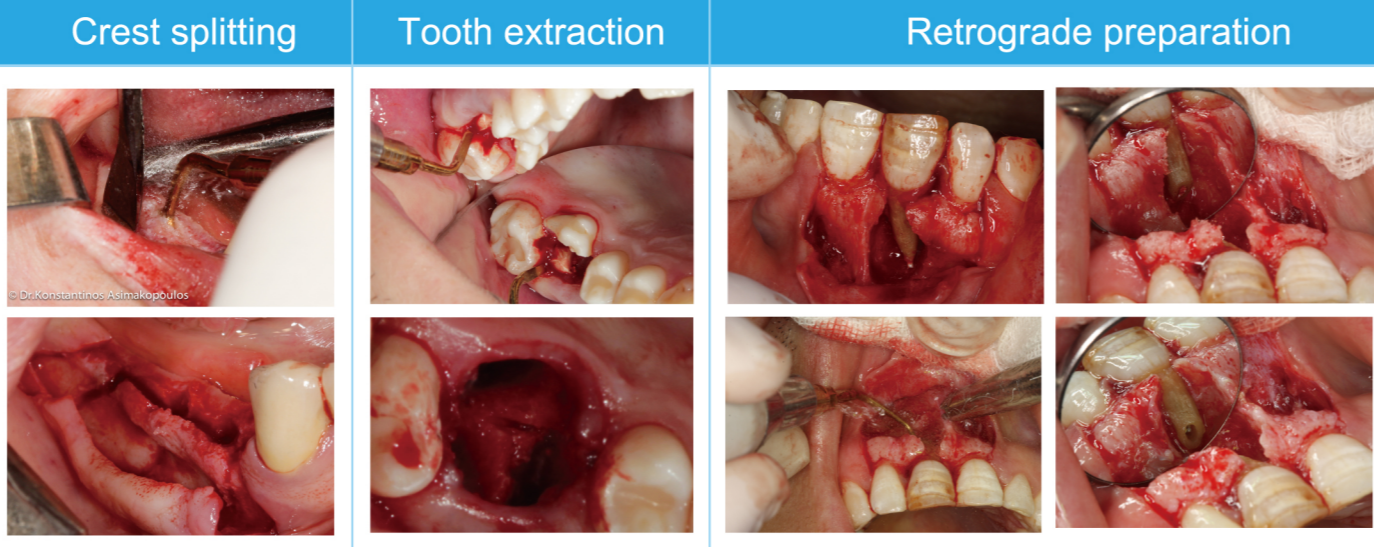 Crest splitting
Tooth extraction
Retrograde preparation
© Dr.Konstantinos Asimakopoulos